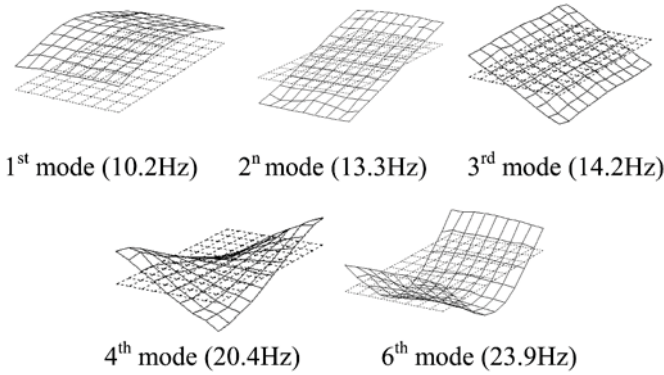 1st mode (10.2Hz) 2n mode (13.3Hz) 3rd mode (14.2Hz)
4th mode (20.4Hz) 6th mode (23.9Hz)